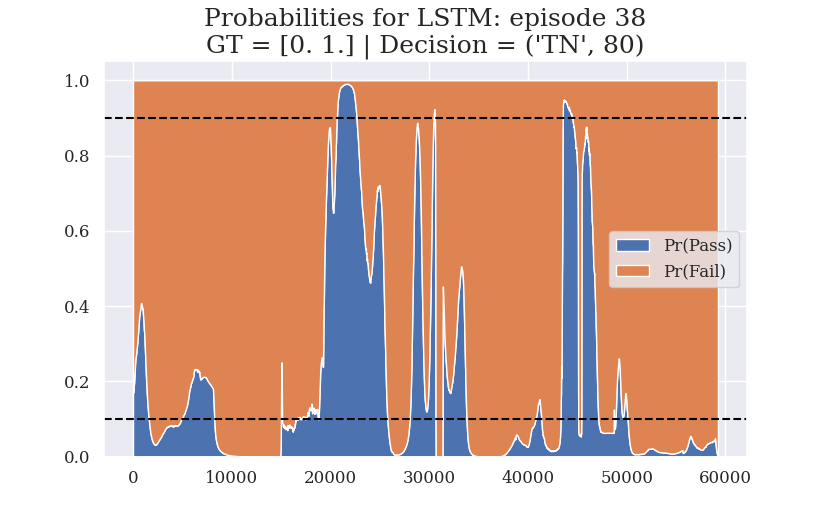 Probabilities for LSTM: episode 38
GT = [0. 1.] | Decision = ('TN', 80)
1.0
0.8
0.6
0.4
0.2
0.0
Pr(Pass)
Pr(Fail)
0 10000 20000 30000 40000 50000 60000